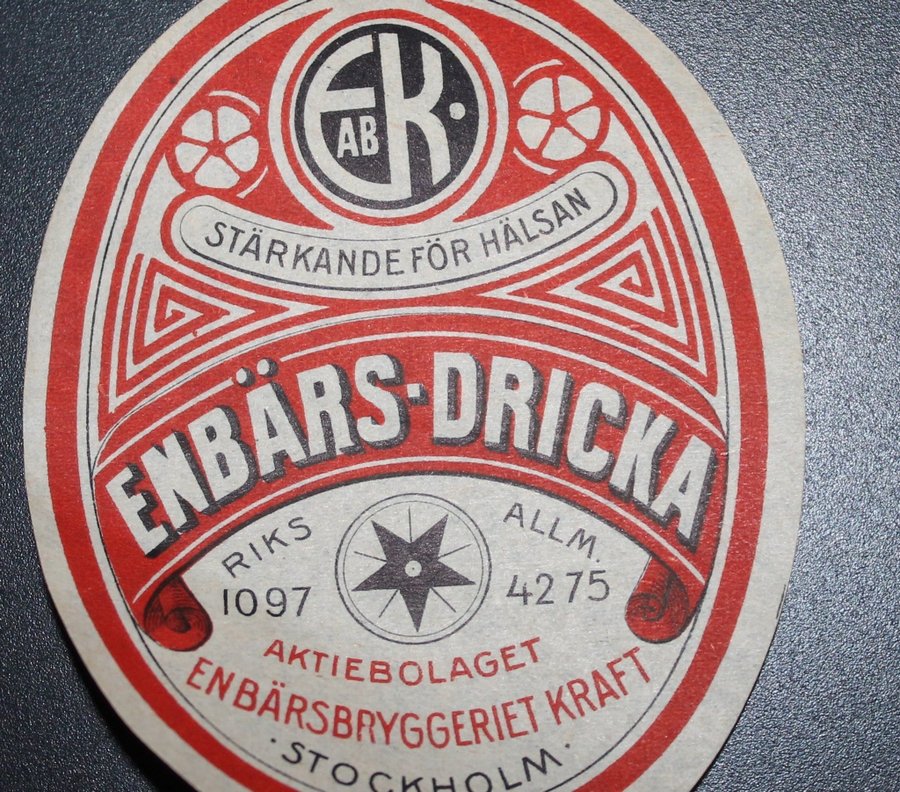 EK
AB
STÄRKANDE FÖR HÄLSAN
ENBÄRS-DRICKA
RIKS ALLM.
1097 4275
AKTIEBOLAGET
ENBÄRSBRYGGERIET KRAFT
·STOCKHOLM·